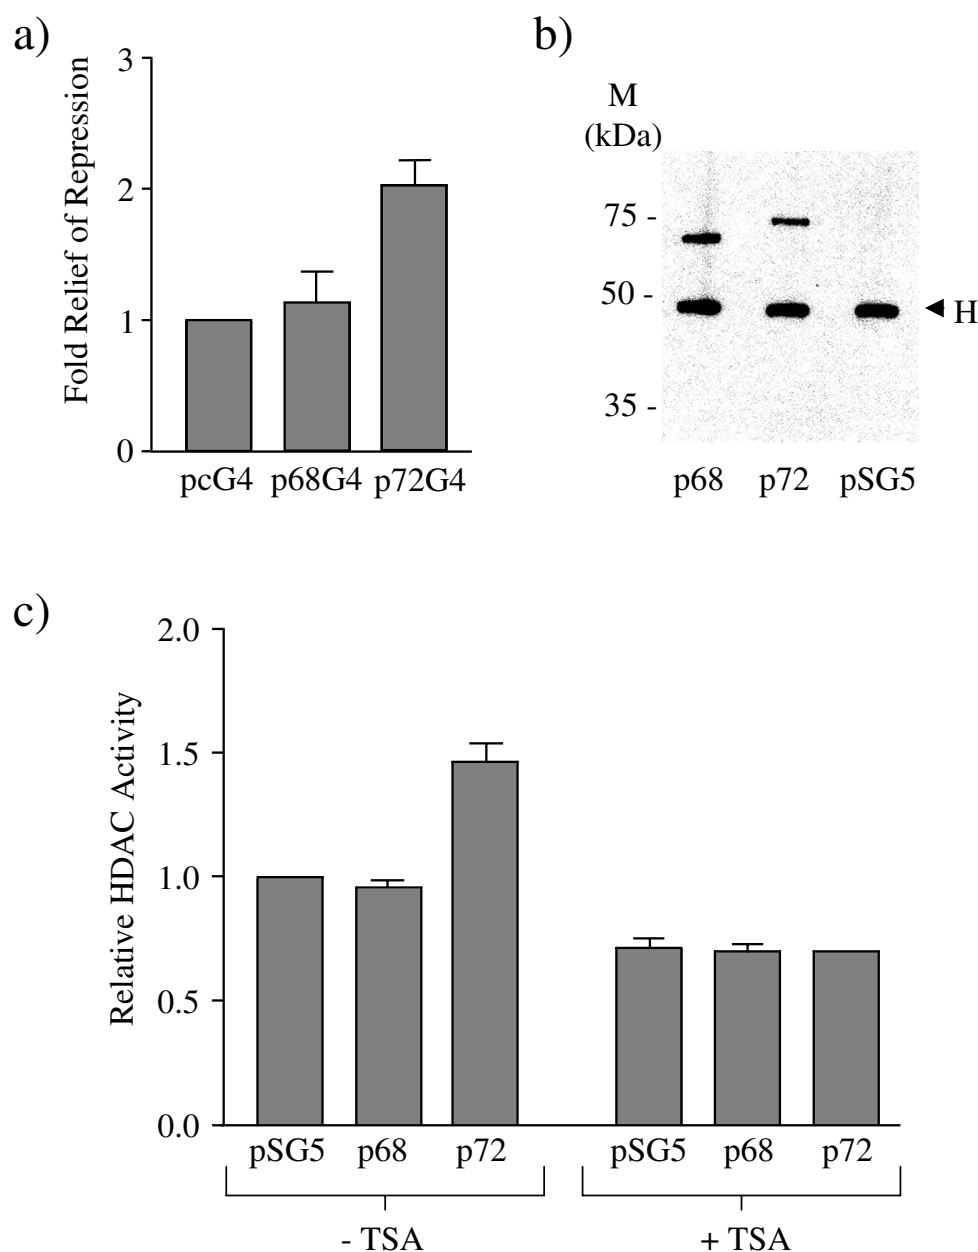 a)
Fold Relief of Repression
3
2
1
0
pcG4 p68G4 p72G4
b)
M
(kDa)
75 -
50 -
35 -
H
p68 p72 pSG5
c)
Relative HDAC Activity
2.0
1.5
1.0
0.5
0.0
pSG5 p68 p72 pSG5 p68 p72
- TSA + TSA